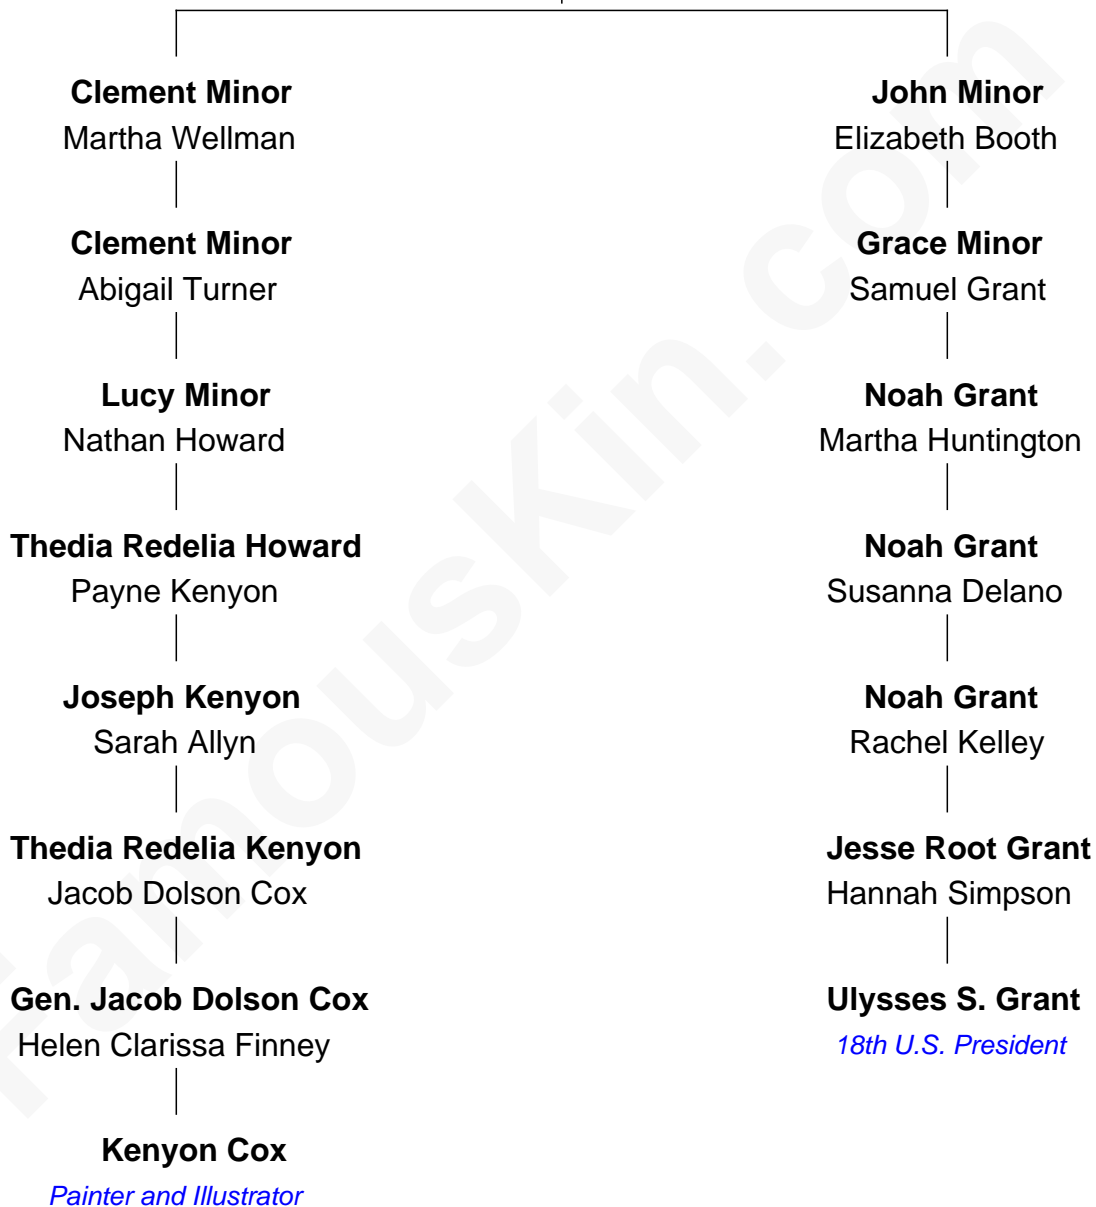 Clement Minor
Martha Wellman
Clement Minor
Abigail Turner
Lucy Minor
Nathan Howard
Thedia Redelia Howard
Payne Kenyon
Joseph Kenyon
Sarah Allyn
Thedia Redelia Kenyon
Jacob Dolson Cox
Gen. Jacob Dolson Cox
Helen Clarissa Finney
Kenyon Cox
Painter and Illustrator
John Minor
Elizabeth Booth
Grace Minor
Samuel Grant
Noah Grant
Martha Huntington
Noah Grant
Susanna Delano
Noah Grant
Rachel Kelley
Jesse Root Grant
Hannah Simpson
Ulysses S. Grant
18th U.S. President
FamousKin.com